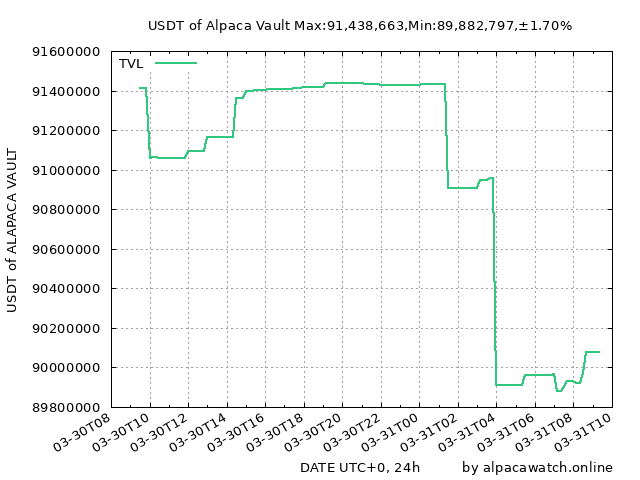 USDT of Alpaca Vault Max:91,438,663,Min:89,882,797,±1.70%
TVL
USDT of ALAPACA VAULT
91600000
91400000
91200000
91000000
90800000
90600000
90400000
90200000
90000000
89800000
03-30T08
03-30T10
03-30T12
03-30T14
03-30T16
03-30T18
03-30T20
03-30T22
03-31T00
03-31T02
03-31T04
03-31T06
03-31T08
03-31T10
DATE UTC+0, 24h
by alpacawatch.online